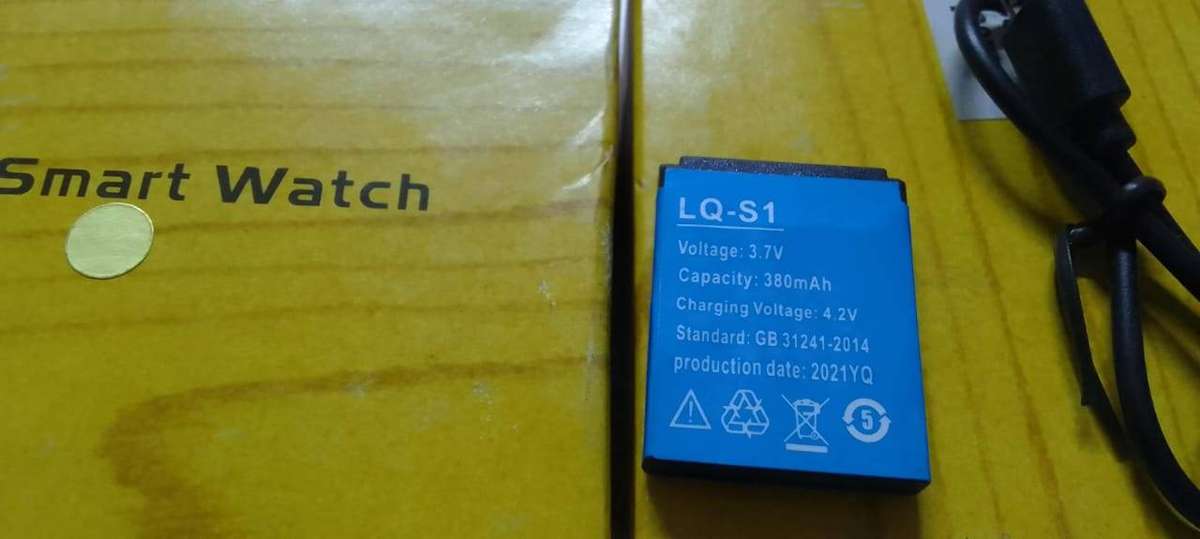 Smart Watch
LQ-S1
Voltage: 3.7V
Capacity: 380mAh
Charging Voltage: 4.2V
Standard: GB 31241-2014
production date: 2021YQ
5